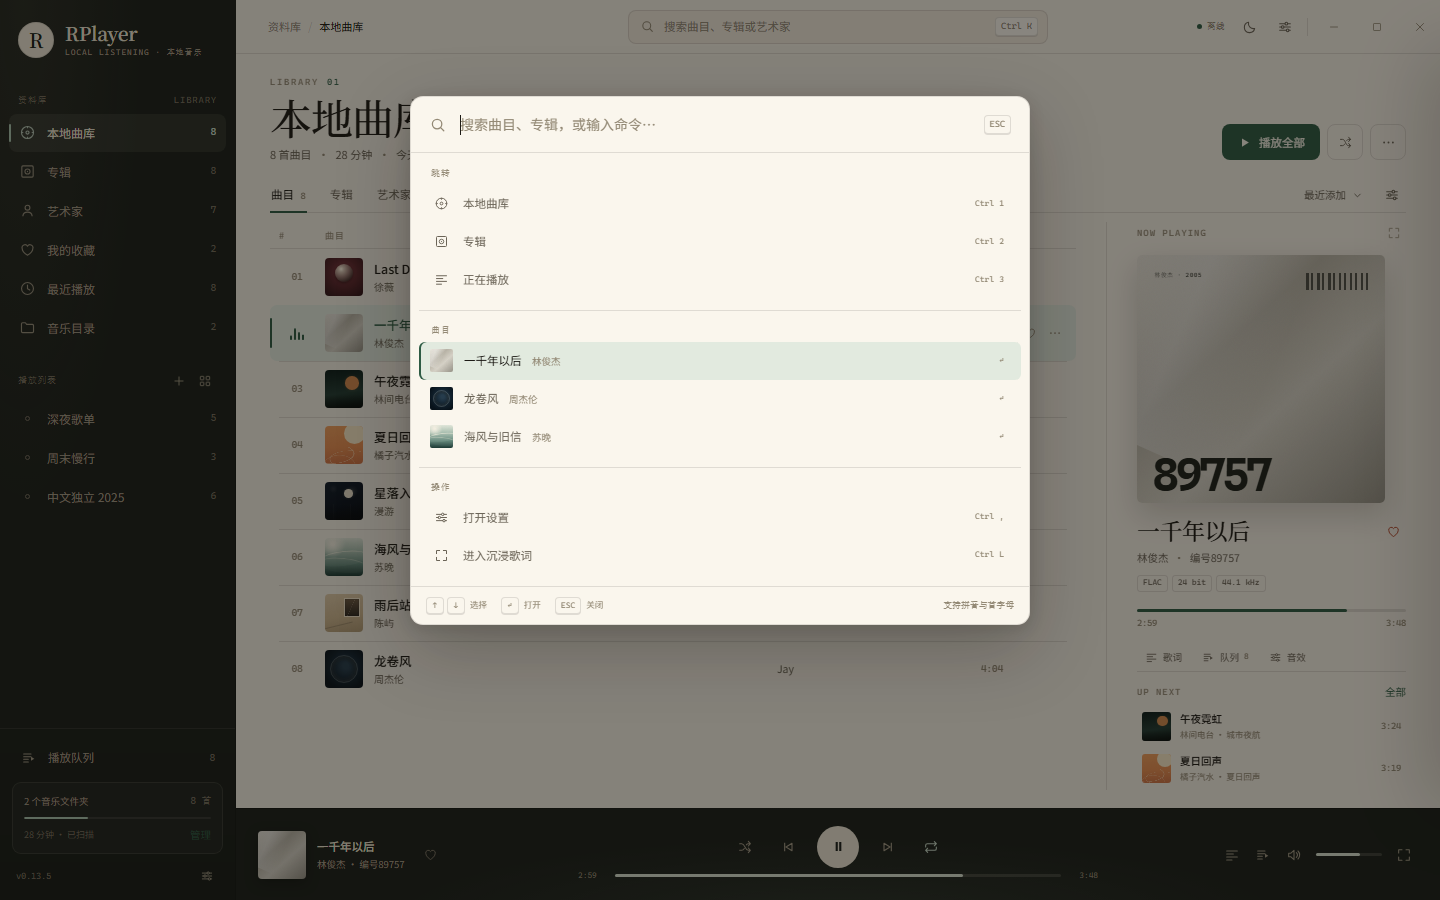 R
RPlayer
LOCAL LISTENING · 本地音乐
资料库 LIBRARY
本地曲库 8
专辑 8
艺术家 7
我的收藏 2
最近播放 8
音乐目录 2
播放列表
深夜歌单 5
周末慢行 3
中文独立 2025 6
播放队列 8
2 个音乐文件夹 8 首
28 分钟 · 已扫描 管理
v0.13.5
资料库 / 本地曲库
搜索曲目、专辑或艺术家 Ctrl K
LIBRARY 01
8 首曲目 · 28 分钟 ·
播放全部
曲目 8 专辑 艺术家
最近添加
# 曲目
01 Last D
徐薇
一千年
林俊杰
03 午夜霓
林间电台
04 夏日回
橘子汽水
05 星落入
漫游
06 海风与
苏晚
07 雨后站
陈屿
08 龙卷风 Jay 4:04
周杰伦
搜索曲目、专辑，或输入命令… ESC
跳转
本地曲库 Ctrl 1
专辑 Ctrl 2
正在播放 Ctrl 3
曲目
一千年以后 林俊杰
龙卷风 周杰伦
海风与旧信 苏晚
操作
打开设置 Ctrl ,
进入沉浸歌词 Ctrl L
↑ ↓ 选择 ↵ 打开 ESC 关闭 支持拼音与首字母
NOW PLAYING
林俊杰 · 2005
89757
一千年以后
林俊杰 · 编号89757
FLAC 24 bit 44.1 kHz
2:59 3:48
歌词 队列 8 音效
UP NEXT 全部
午夜霓虹 3:24
林间电台 · 城市夜航
夏日回声 3:19
橘子汽水 · 夏日回声
一千年以后
林俊杰 · 编号89757
2:59 3:48